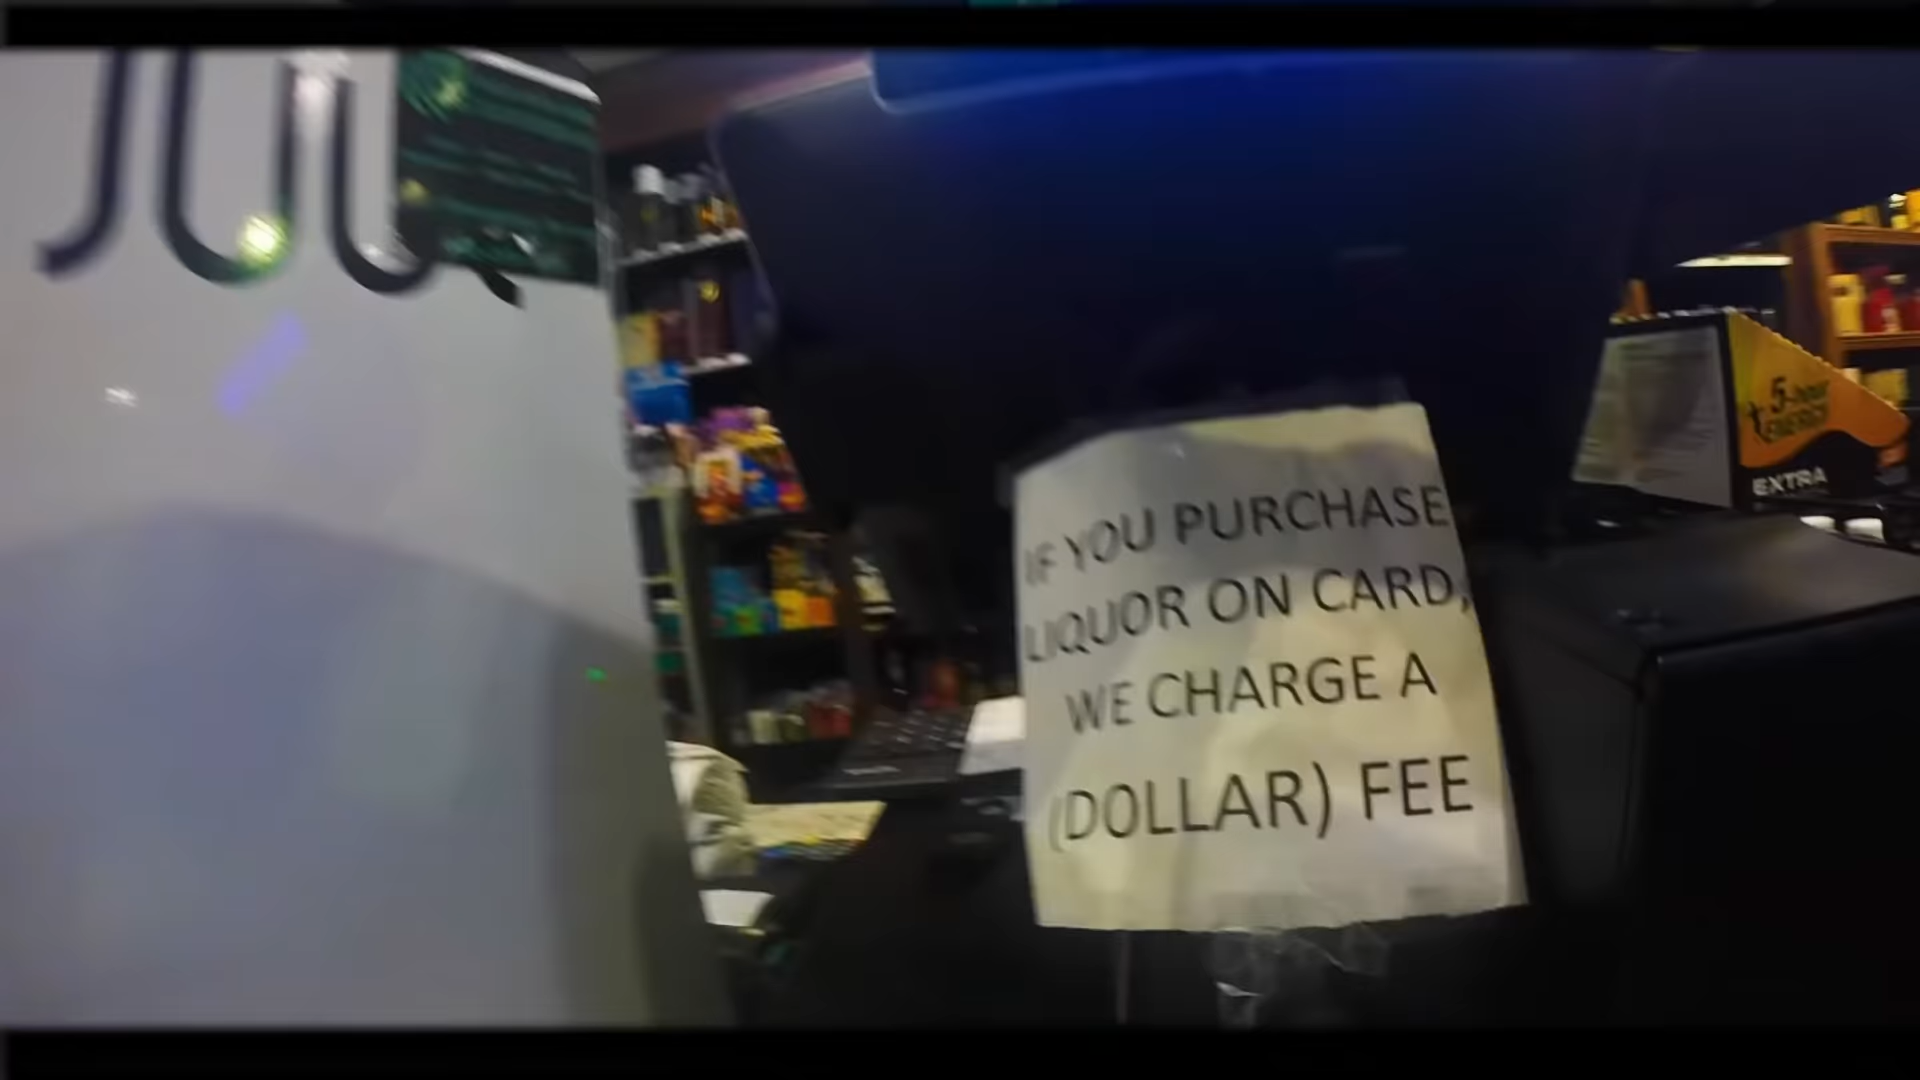 JUUL
IF YOU PURCHASE
LIQUOR ON CARD,
WE CHARGE A
(DOLLAR) FEE
5-hour
ENERGY
EXTRA